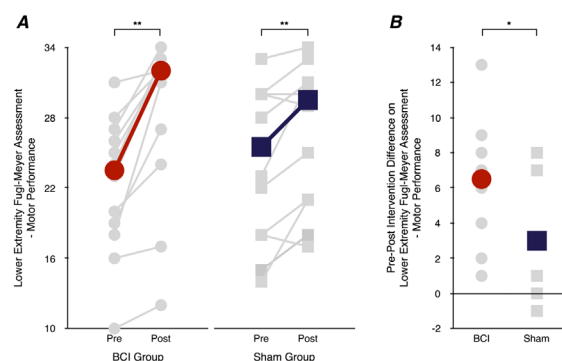 A
B
**
**
*
Lower Extremity Fugl-Meyer Assessment
- Motor Performance
34
28
22
16
10
Pre
Post
Pre
Post
BCI Group
Sham Group
Pre-Post Intervention Difference on
Lower Extremity Fugl-Meyer Assessment
- Motor Performance
14
12
10
8
6
4
2
0
-2
BCI
Sham